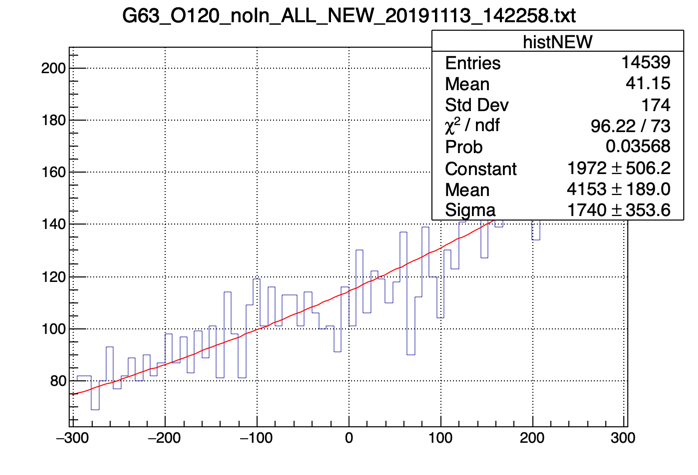 G63_O120_noIn_ALL_NEW_20191113_142258.txt
histNEW
Entries 14539
Mean 41.15
Std Dev 174
χ² / ndf 96.22 / 73
Prob 0.03568
Constant 1972 ± 506.2
Mean 4153 ± 189.0
Sigma 1740 ± 353.6
200
180
160
140
120
100
80
−300 −200 −100 0 100 200 300